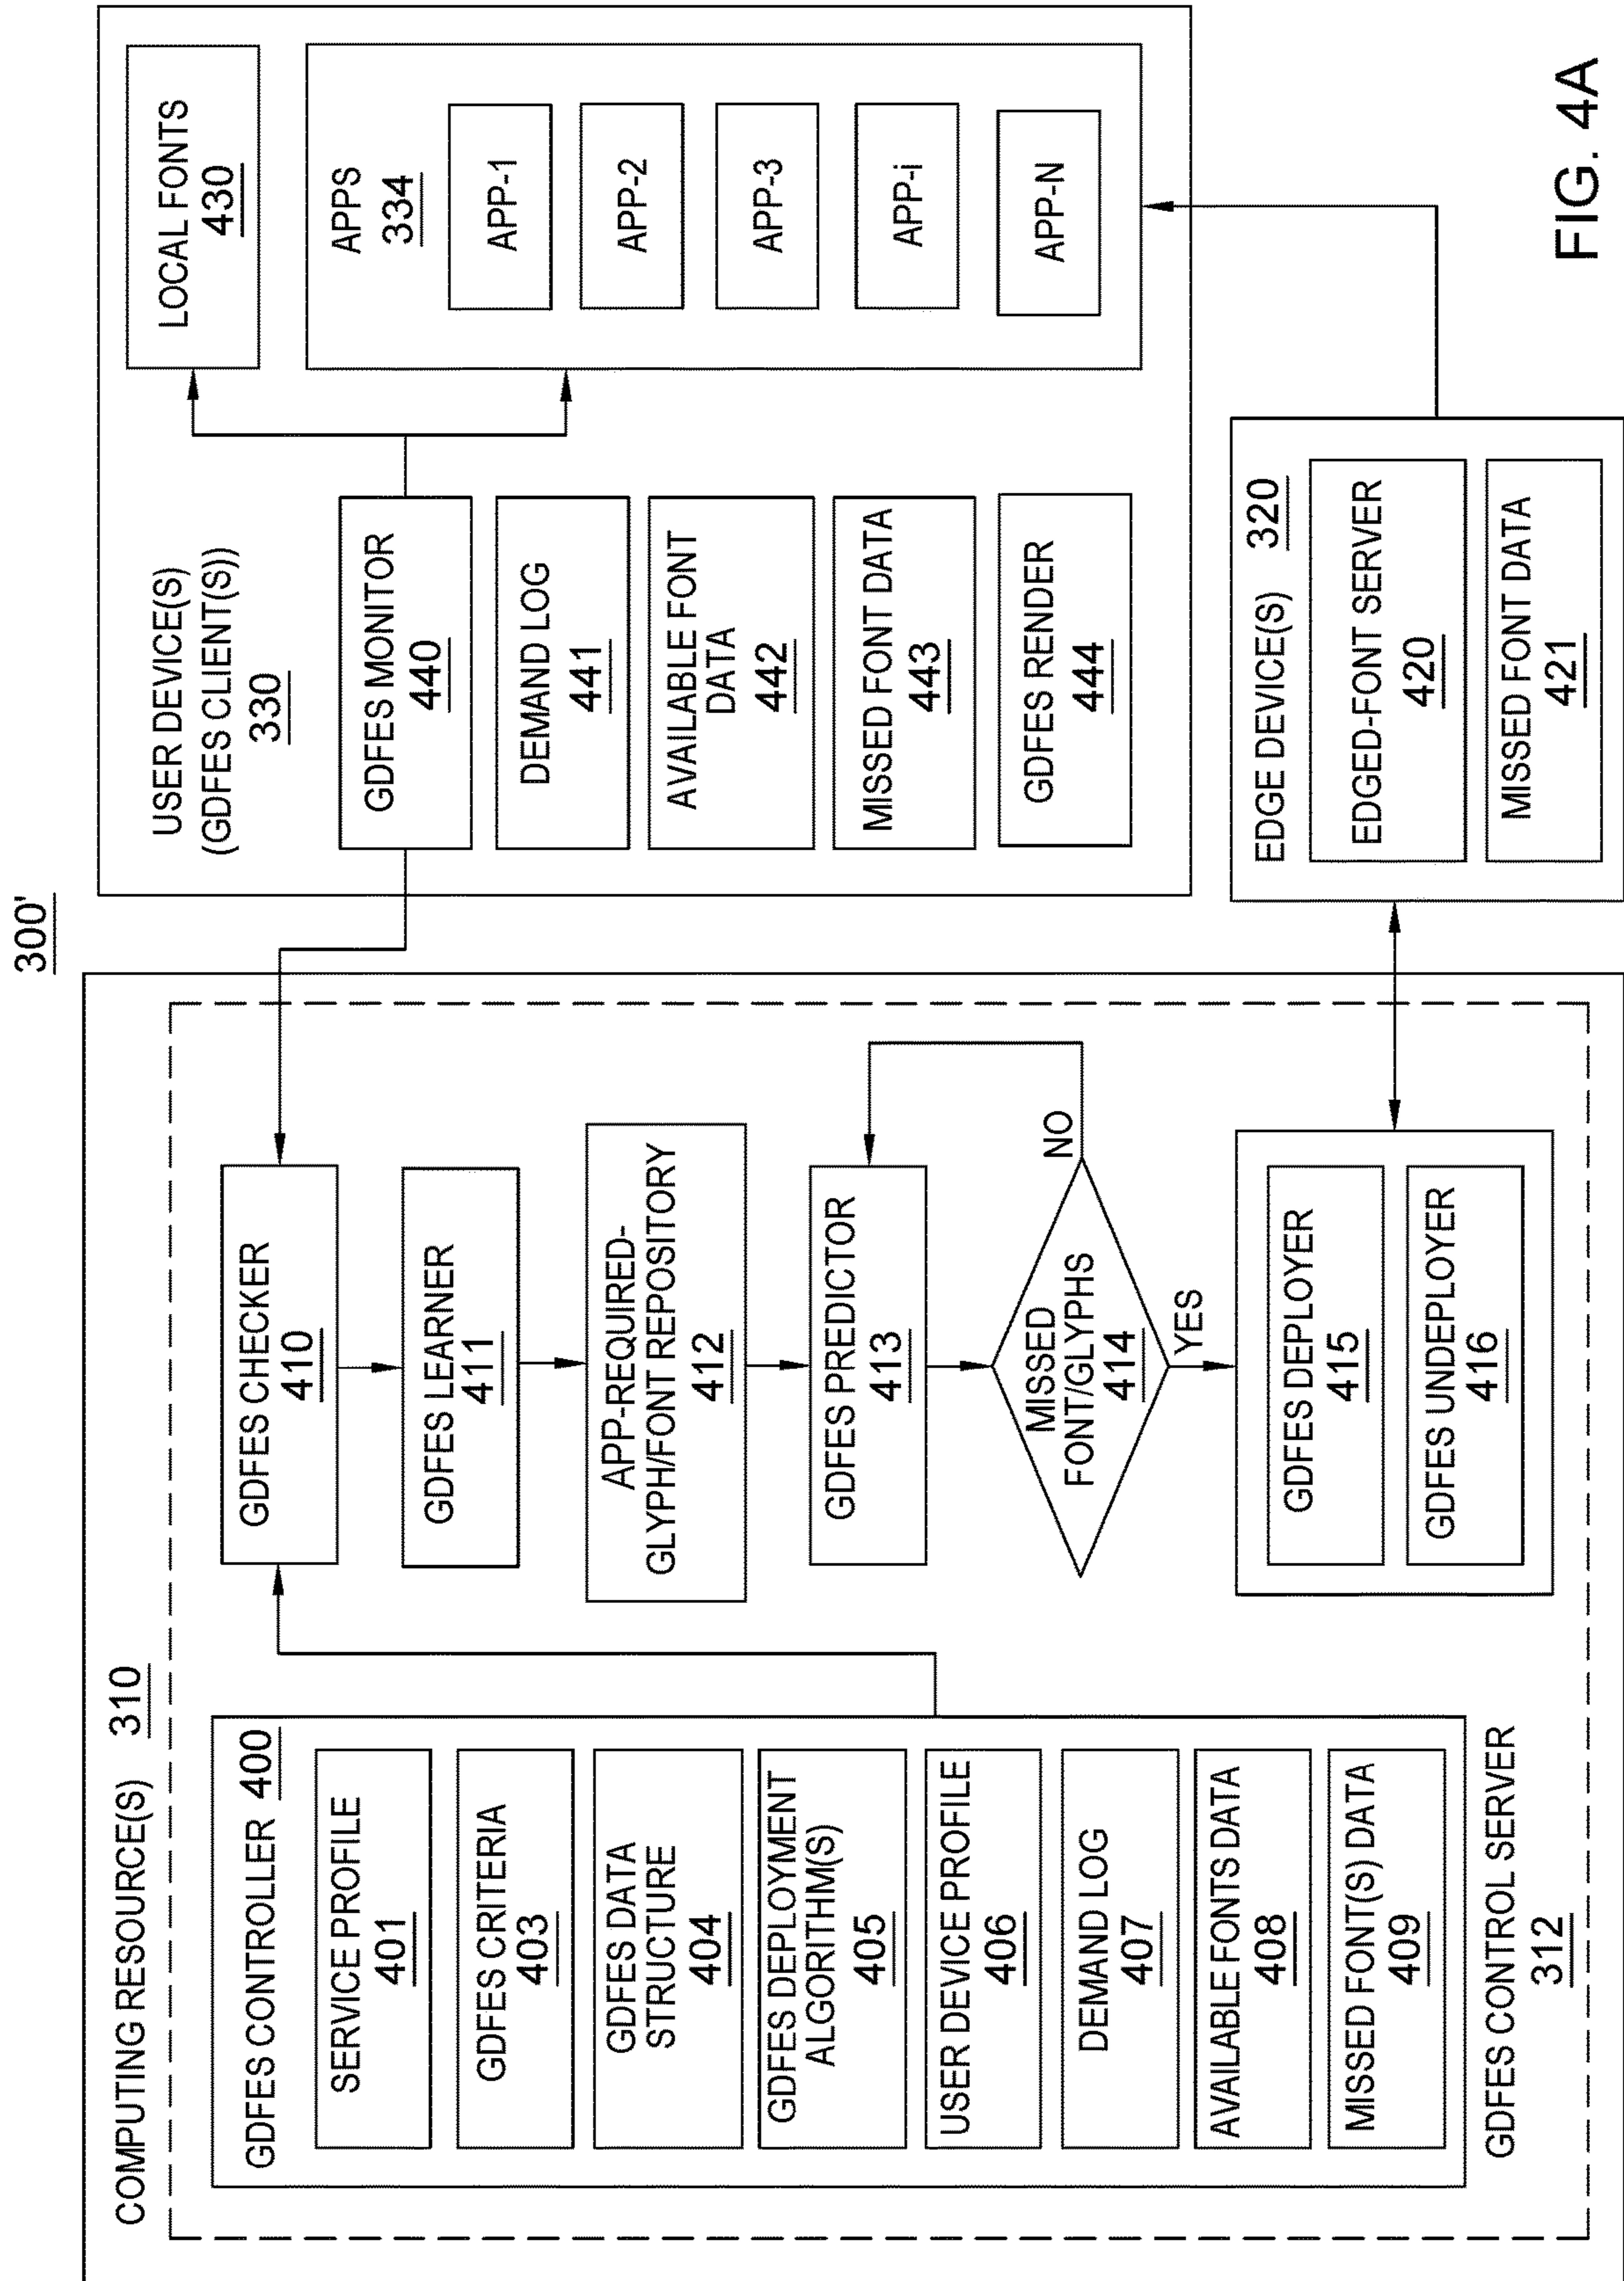 300'
COMPUTING RESOURCE(S) 310
GDFES CONTROLLER 400
SERVICE PROFILE
401
GDFES CRITERIA
403
GDFES DATA
STRUCTURE
404
GDFES DEPLOYMENT
ALGORITHM(S)
405
USER DEVICE PROFILE
406
DEMAND LOG
407
AVAILABLE FONTS DATA
408
MISSED FONT(S) DATA
409
GDFES CONTROL SERVER
312
GDFES CHECKER
410
GDFES LEARNER
411
APP-REQUIRED-
GLYPH/FONT REPOSITORY
412
GDFES PREDICTOR
413
MISSED
FONT/GLYPHS
414
NO
YES
GDFES DEPLOYER
415
GDFES UNDEPLOYER
416
USER DEVICE(S)
(GDFES CLIENT(S))
330
GDFES MONITOR
440
DEMAND LOG
441
AVAILABLE FONT
DATA
442
MISSED FONT DATA
443
GDFES RENDER
444
LOCAL FONTS
430
APPS
334
APP-1
APP-2
APP-3
APP-i
APP-N
EDGE DEVICE(S) 320
EDGED-FONT SERVER
420
MISSED FONT DATA
421
FIG. 4A